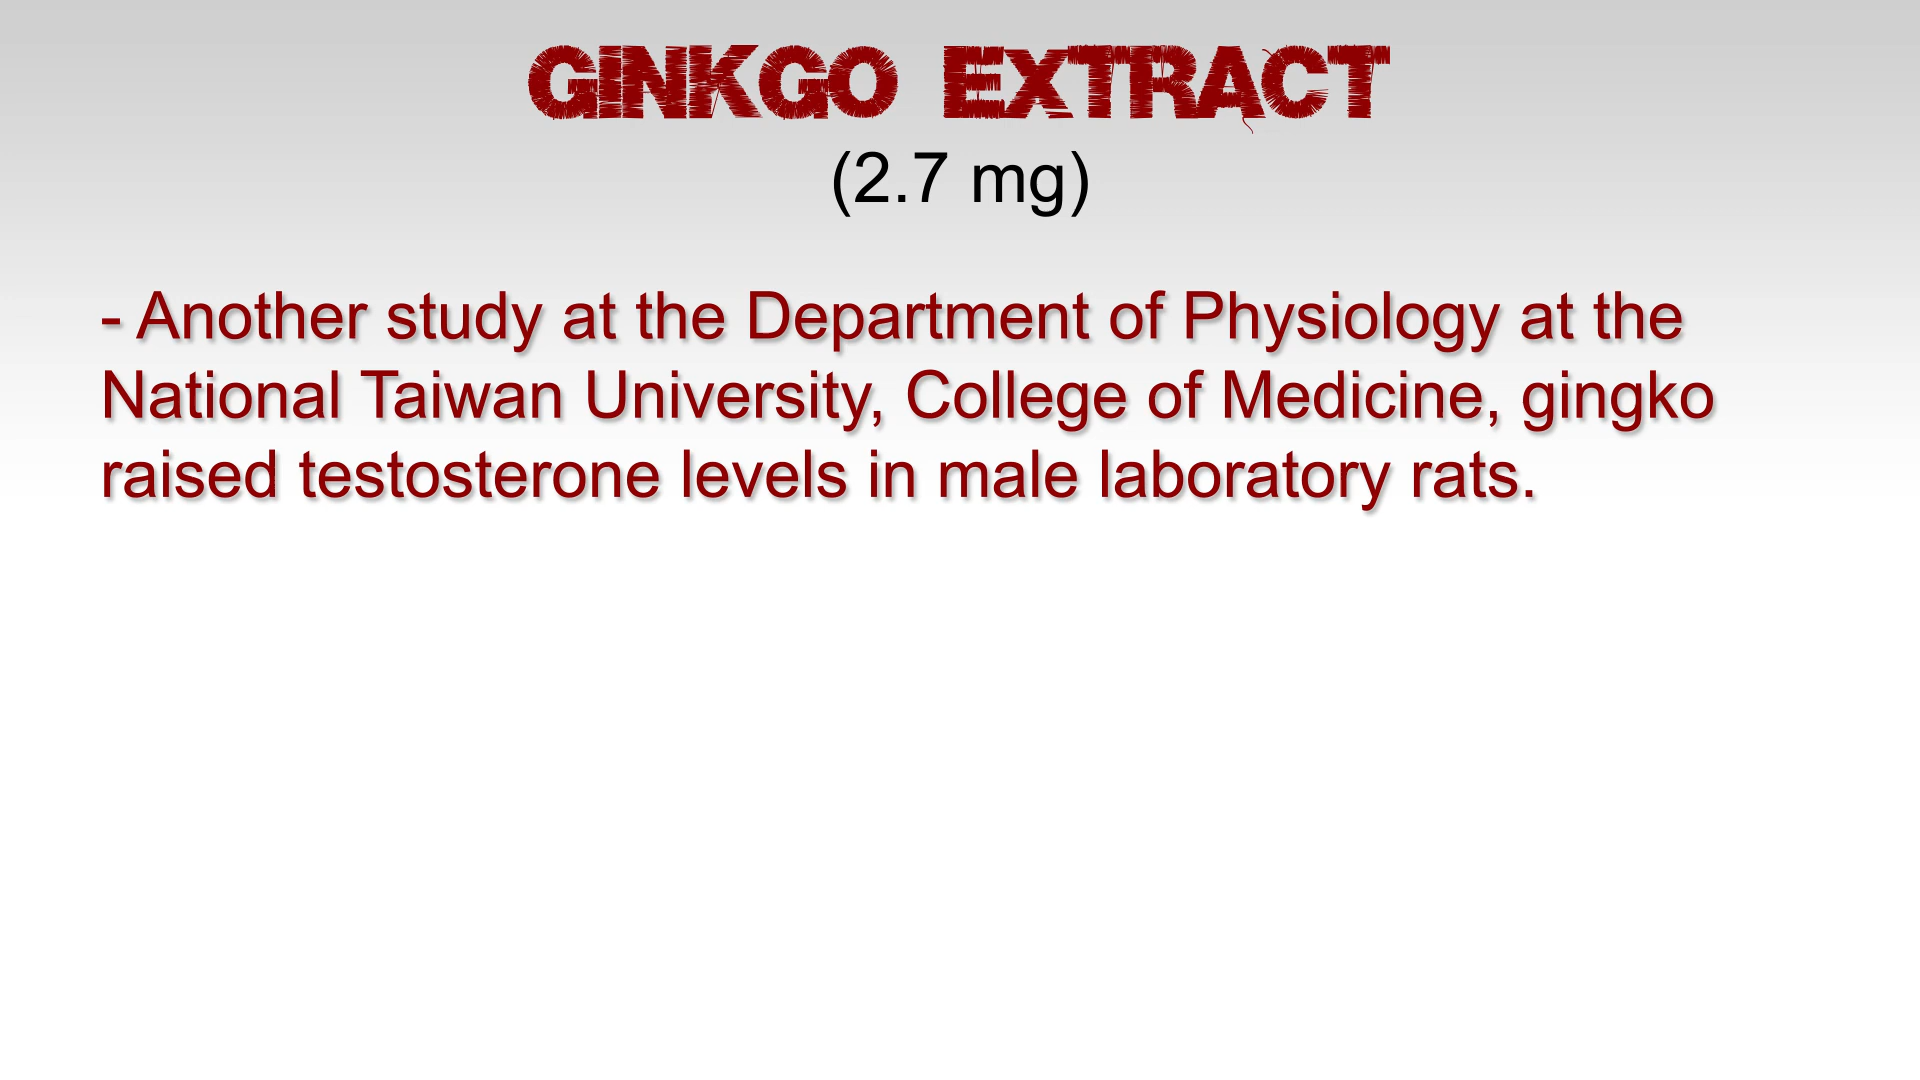 GINKGO EXTRACT
(2.7 mg)
- Another study at the Department of Physiology at the
National Taiwan University, College of Medicine, gingko
raised testosterone levels in male laboratory rats.